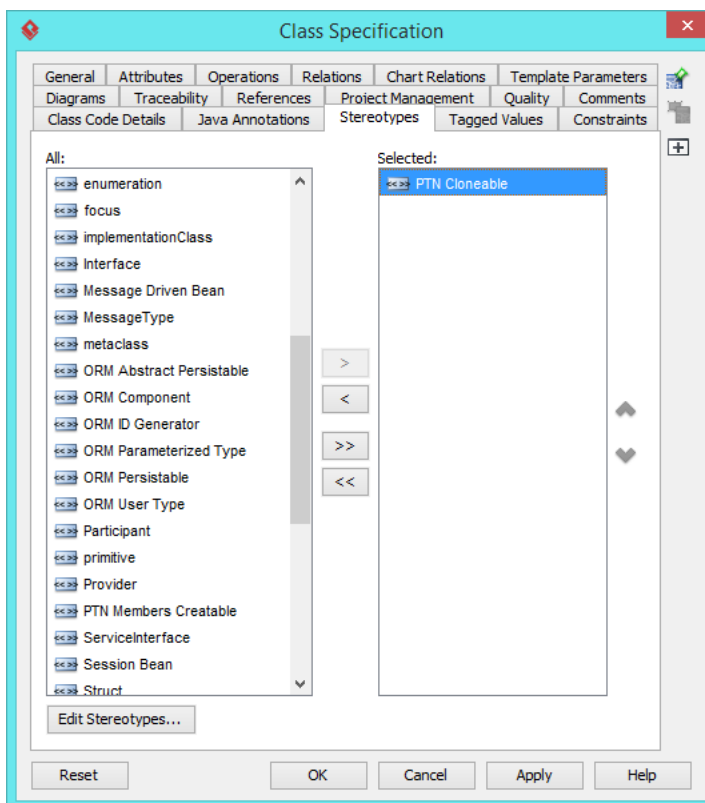 Class Specification
General Attributes Operations Relations Chart Relations Template Parameters
Diagrams Traceability References Project Management Quality Comments
Class Code Details Java Annotations Stereotypes Tagged Values Constraints
All:
enumeration
focus
implementationClass
Interface
Message Driven Bean
MessageType
metaclass
ORM Abstract Persistable
ORM Component
ORM ID Generator
ORM Parameterized Type
ORM Persistable
ORM User Type
Participant
primitive
Provider
PTN Members Creatable
ServiceInterface
Session Bean
Struct
>
<
>>
<<
Selected:
PTN Cloneable
Edit Stereotypes...
Reset OK Cancel Apply Help